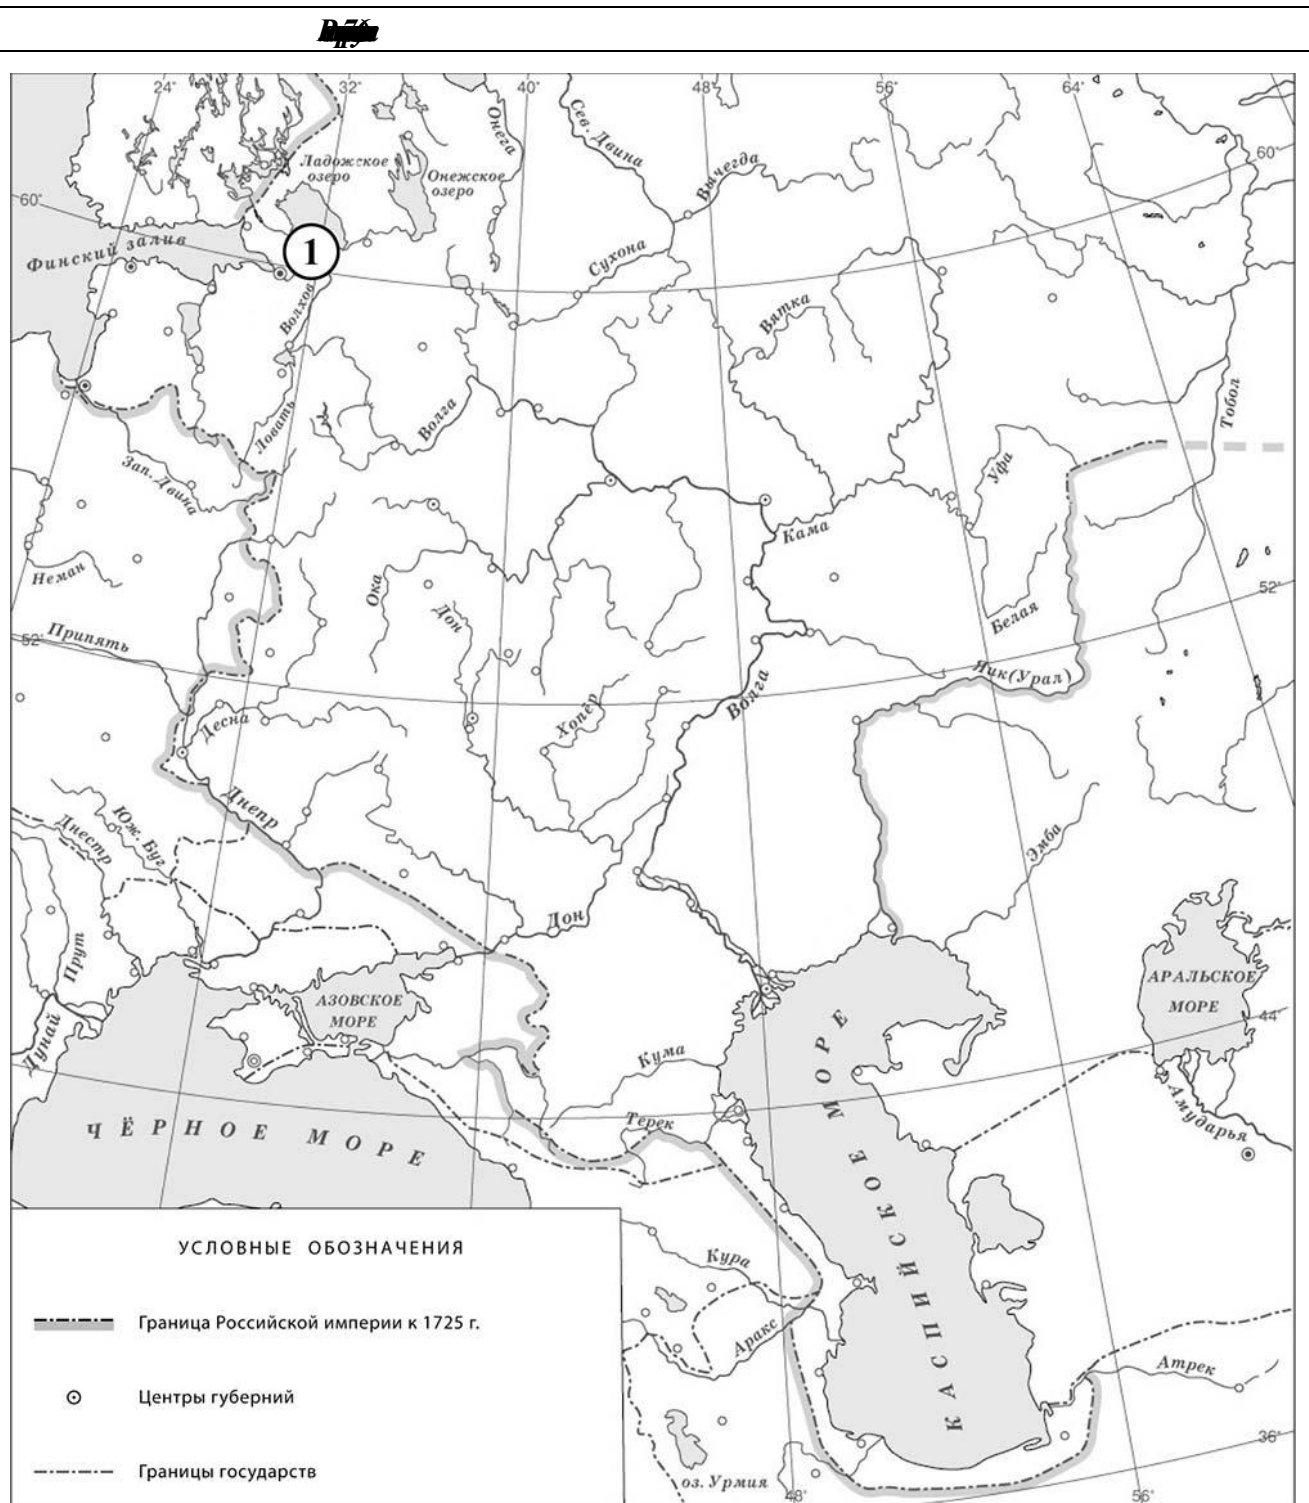 24° 32° 40° 48° 56° 64°
Онега
Сев. Двина
Ладожское
озеро
Онежское
озеро
Вычегда
60°
60°
Финский залив
1
Сухона
Волхов
Вятка
Тобол
Ловать
Волга
Зап. Двина
Уфа
Кама
Неман
Ока
Дон
52°
Белая
52°
Припять
Яик(Урал)
Десна
Хопёр
Волга
Днепр
Днестр
Юж. Буг
Эмба
Дон
Прут
АЗОВСКОЕ
МОРЕ
АРАЛЬСКОЕ
МОРЕ
44°
Дунай
Кума
Амударья
ЧЁРНОЕ МОРЕ
Терек
КАСПИЙСКОЕ МОРЕ
УСЛОВНЫЕ ОБОЗНАЧЕНИЯ
Кура
Граница Российской империи к 1725 г.
Аракс
Атрек
Центры губерний
36°
Границы государств
оз. Урмия
48°
56°